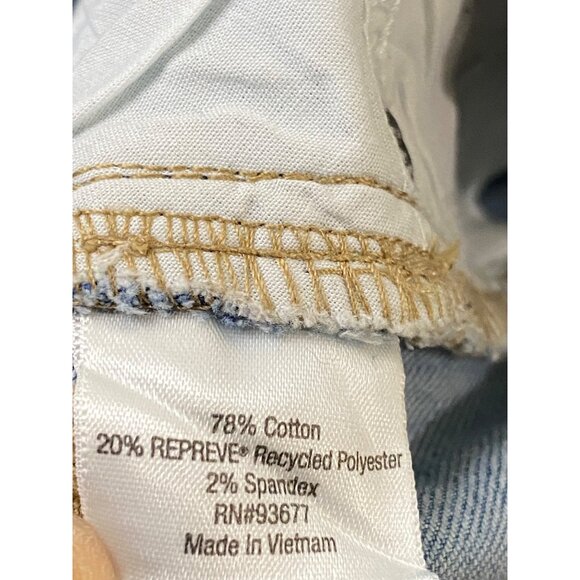 78% Cotton
20% REPREVE® Recycled Polyester
2% Spandex
RN#93677
Made In Vietnam